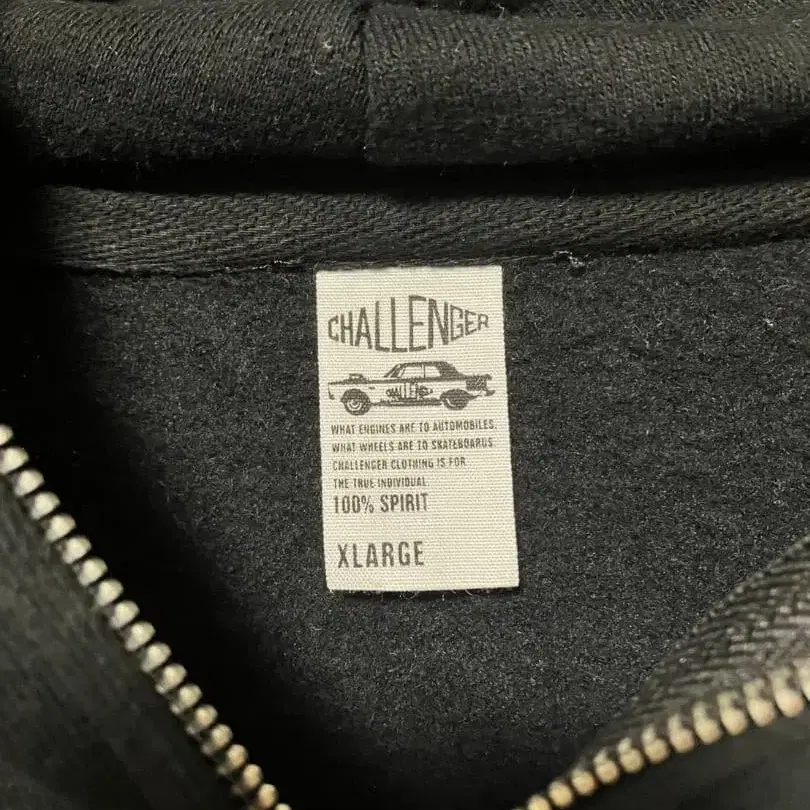 CHALLENGER
WHAT ENGINES ARE TO AUTOMOBILES,
WHAT WHEELS ARE TO SKATEBOARDS
CHALLENGER CLOTHING IS FOR
THE TRUE INDIVIDUAL
100% SPIRIT
XLARGE